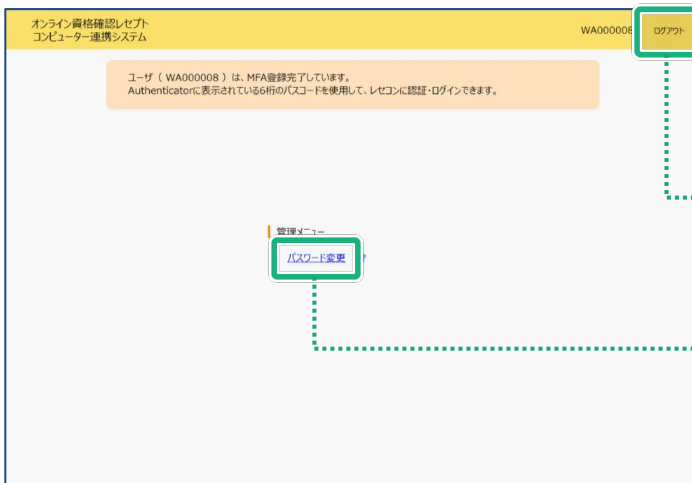 オンライン資格確認レセプト
コンピューター連携システム
WA000008
ログアウト
ユーザ（ WA000008 ）は、MFA登録完了しています。
Authenticatorに表示されている6桁のパスコードを使用して、レセコンに認証・ログインできます。
管理メニュー
パスワード変更